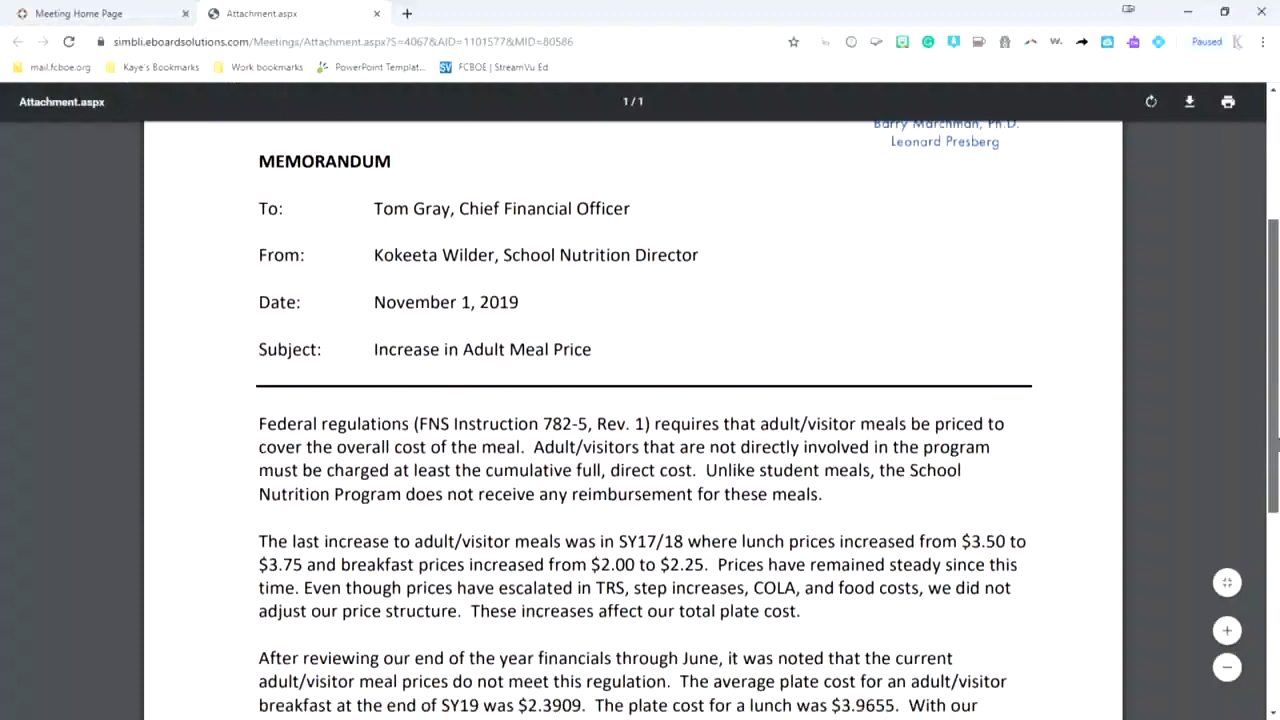 Meeting Home Page
Attachment.aspx
simbli.eboardsolutions.com/Meetings/Attachment.aspx?S=4067&AID=1101577&MID=80586
Paused
mail.fcboe.org
Kaye's Bookmarks
Work bookmarks
PowerPoint Templat...
SV FCBOE | StreamVu Ed
Attachment.aspx
1 / 1
Barry Marchman, Ph.D.
Leonard Presberg
MEMORANDUM
To: Tom Gray, Chief Financial Officer
From: Kokeeta Wilder, School Nutrition Director
Date: November 1, 2019
Subject: Increase in Adult Meal Price
Federal regulations (FNS Instruction 782-5, Rev. 1) requires that adult/visitor meals be priced to
cover the overall cost of the meal. Adult/visitors that are not directly involved in the program
must be charged at least the cumulative full, direct cost. Unlike student meals, the School
Nutrition Program does not receive any reimbursement for these meals.
The last increase to adult/visitor meals was in SY17/18 where lunch prices increased from $3.50 to
$3.75 and breakfast prices increased from $2.00 to $2.25. Prices have remained steady since this
time. Even though prices have escalated in TRS, step increases, COLA, and food costs, we did not
adjust our price structure. These increases affect our total plate cost.
After reviewing our end of the year financials through June, it was noted that the current
adult/visitor meal prices do not meet this regulation. The average plate cost for an adult/visitor
breakfast at the end of SY19 was $2.3909. The plate cost for a lunch was $3.9655. With our